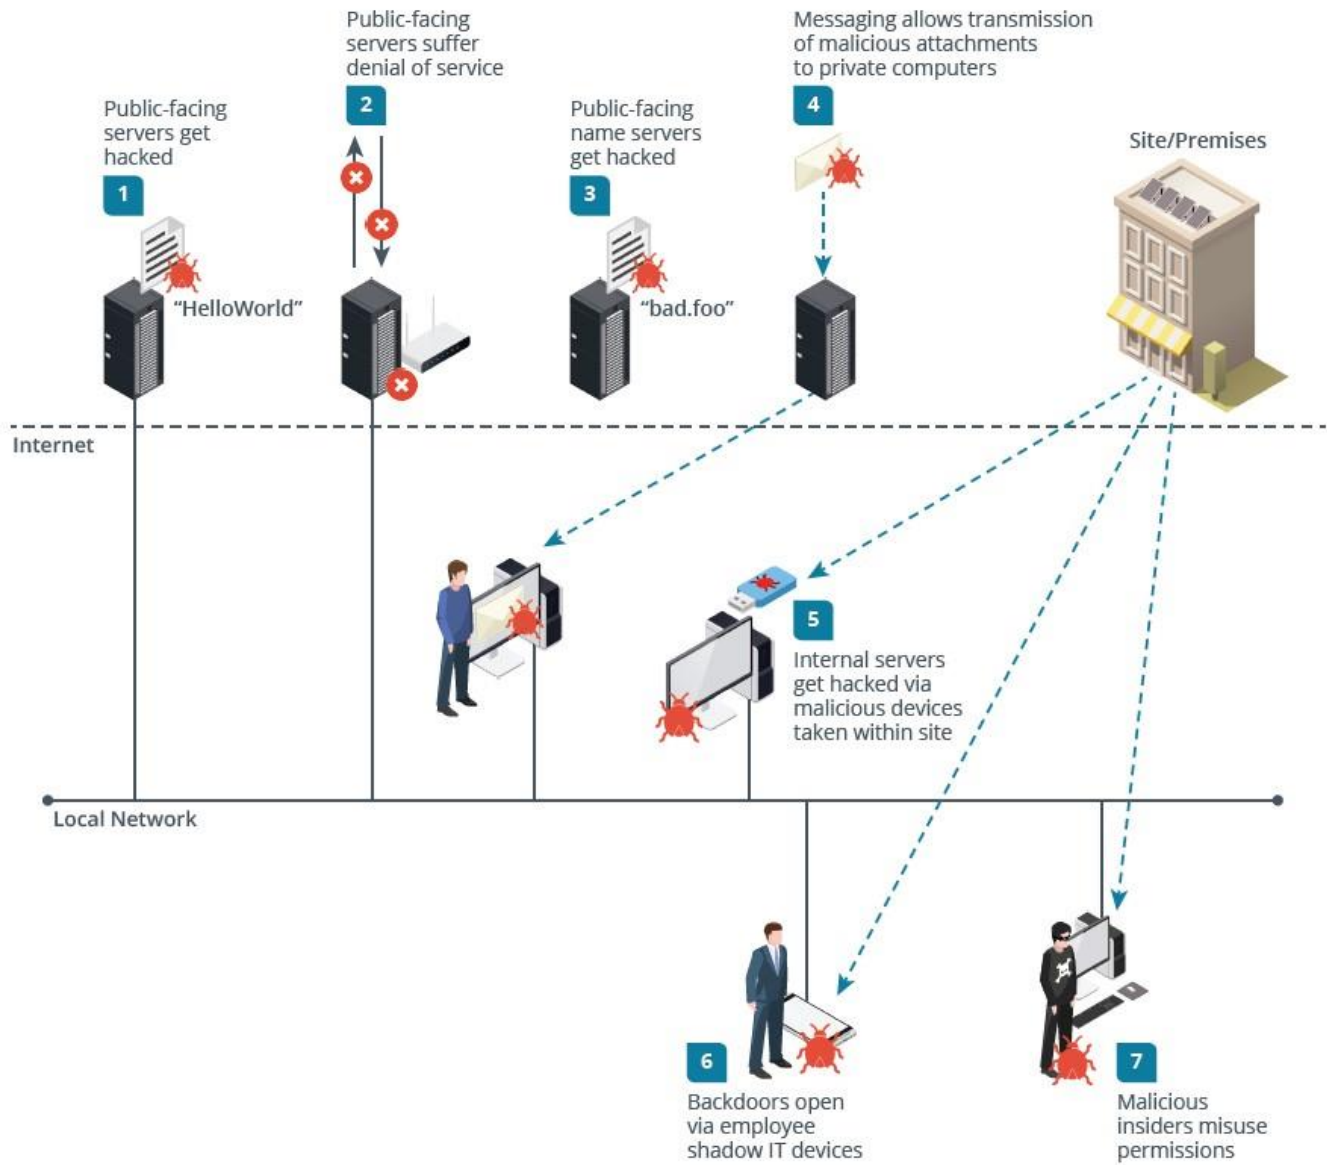 Public-facing
servers suffer
denial of service
2
Messaging allows transmission
of malicious attachments
to private computers
4
Public-facing
servers get
hacked
1
Public-facing
name servers
get hacked
3
Site/Premises
“HelloWorld”
“bad.foo”
Internet
5
Internal servers
get hacked via
malicious devices
taken within site
Local Network
6
Backdoors open
via employee
shadow IT devices
7
Malicious
insiders misuse
permissions